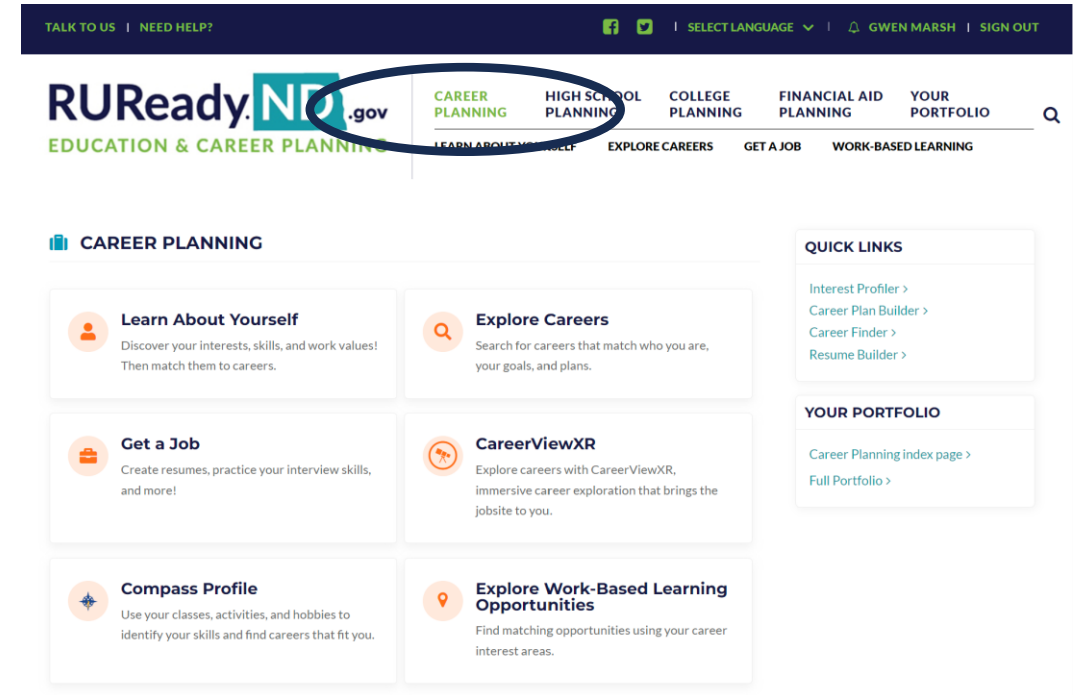 TALK TO US | NEED HELP?
SELECT LANGUAGE | GWEN MARSH | SIGN OUT
RUReady.ND.gov
EDUCATION & CAREER PLANNING
CAREER
PLANNING
HIGH SCHOOL
PLANNING
COLLEGE
PLANNING
FINANCIAL AID
PLANNING
YOUR
PORTFOLIO
LEARN ABOUT YOURSELF EXPLORE CAREERS GET A JOB WORK-BASED LEARNING
CAREER PLANNING
Learn About Yourself
Discover your interests, skills, and work values!
Then match them to careers.
Explore Careers
Search for careers that match who you are,
your goals, and plans.
Get a Job
Create resumes, practice your interview skills,
and more!
CareerViewXR
Explore careers with CareerViewXR,
immersive career exploration that brings the
jobsite to you.
Compass Profile
Use your classes, activities, and hobbies to
identify your skills and find careers that fit you.
Explore Work-Based Learning
Opportunities
Find matching opportunities using your career
interest areas.
QUICK LINKS
Interest Profiler >
Career Plan Builder >
Career Finder >
Resume Builder >
YOUR PORTFOLIO
Career Planning index page >
Full Portfolio >